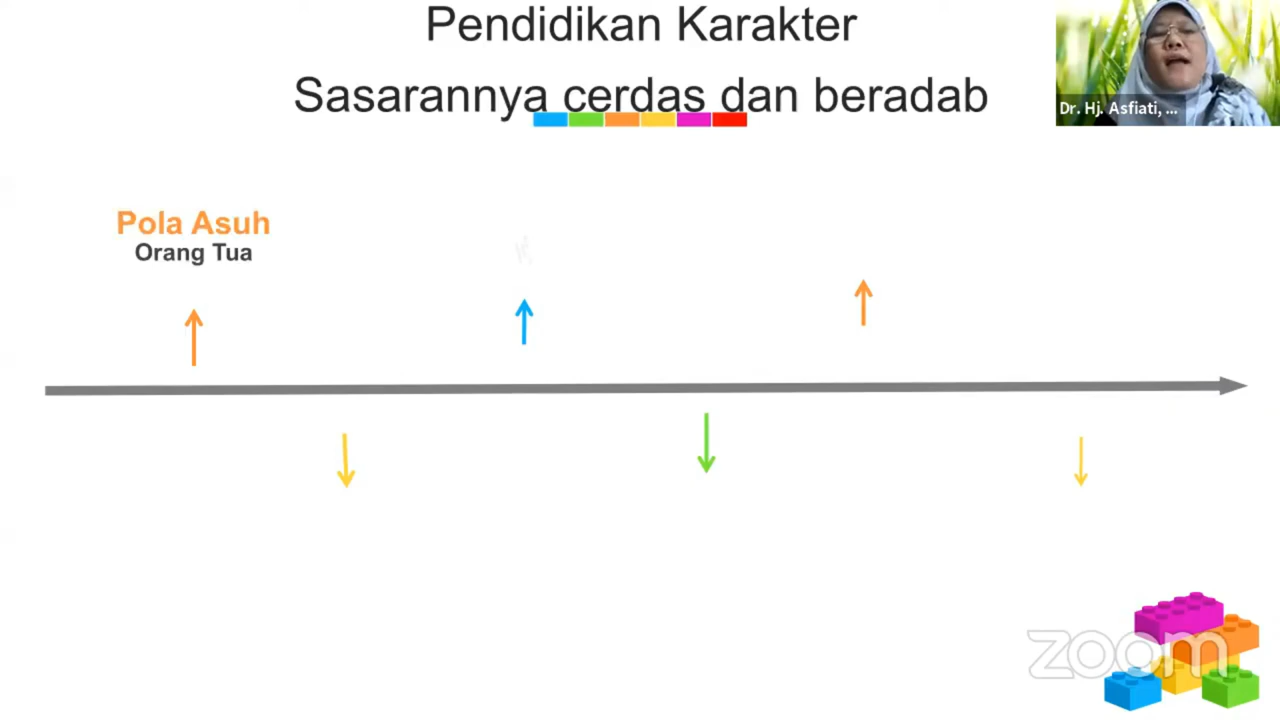 Pendidikan Karakter
Sasarannya cerdas dan beradab
Dr. Hj. Asfiati, ...
Pola Asuh
Orang Tua
zoom